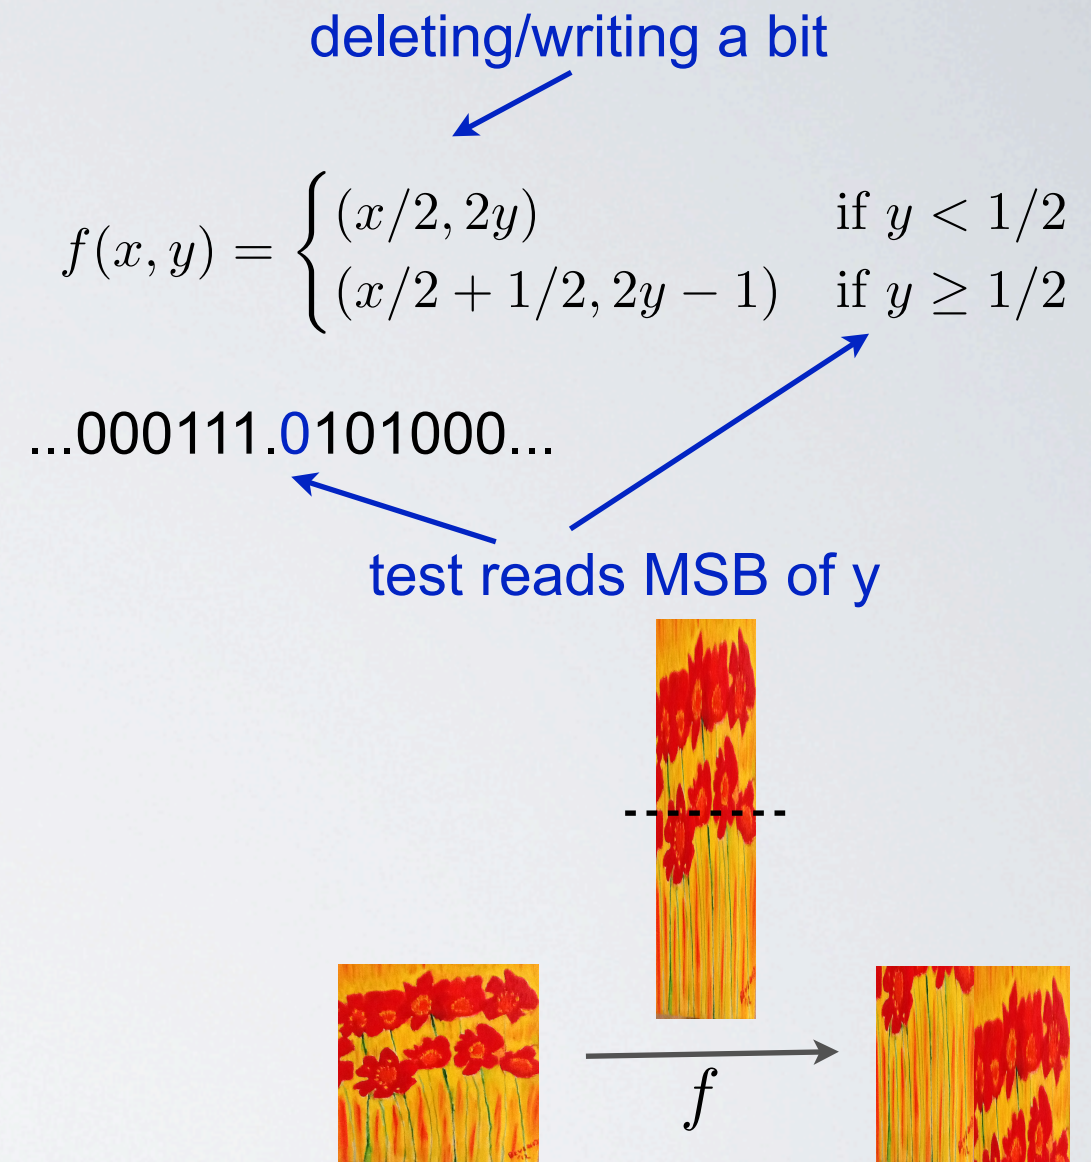 deleting/writing a bit
f(x, y) = { (x/2, 2y) if y < 1/2
(x/2 + 1/2, 2y − 1) if y ≥ 1/2
...000111.0101000...
test reads MSB of y
f